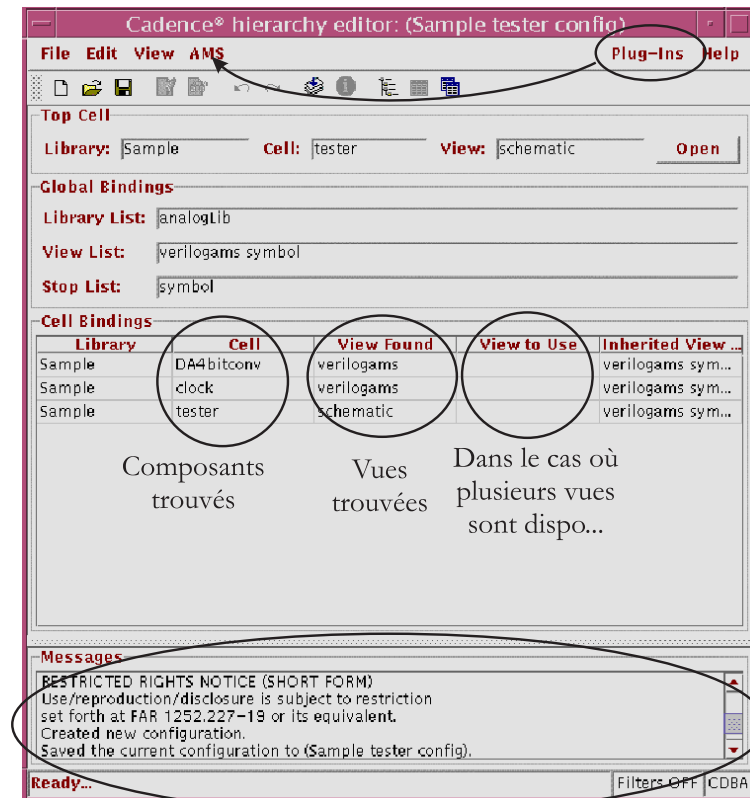 Cadence® hierarchy editor: (Sample tester config)
File Edit View AMS Plug-Ins Help
Top Cell
Library: Sample Cell: tester View: schematic Open
Global Bindings
Library List: analogLib
View List: verilogams symbol
Stop List: symbol
Cell Bindings
Library Cell View Found View to Use Inherited View ...
Sample DA4bitconv verilogams verilogams sym...
Sample clock verilogams verilogams sym...
Sample tester schematic verilogams sym...
Composants trouvés
Vues trouvées
Dans le cas où plusieurs vues sont dispo...
Messages
RESTRICTED RIGHTS NOTICE (SHORT FORM)
Use/reproduction/disclosure is subject to restriction
set forth at FAR 1252.227-19 or its equivalent.
Created new configuration.
Saved the current configuration to (Sample tester config).
Ready... Filters OFF CDBA